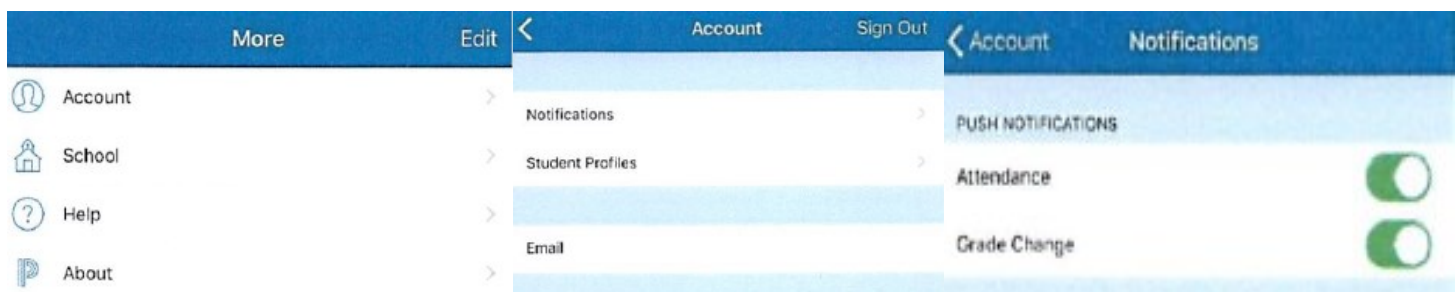 More
Edit
Account
School
Help
About
Account
Sign Out
Notifications
Student Profiles
Email
Account
Notifications
PUSH NOTIFICATIONS
Attendance
Grade Change